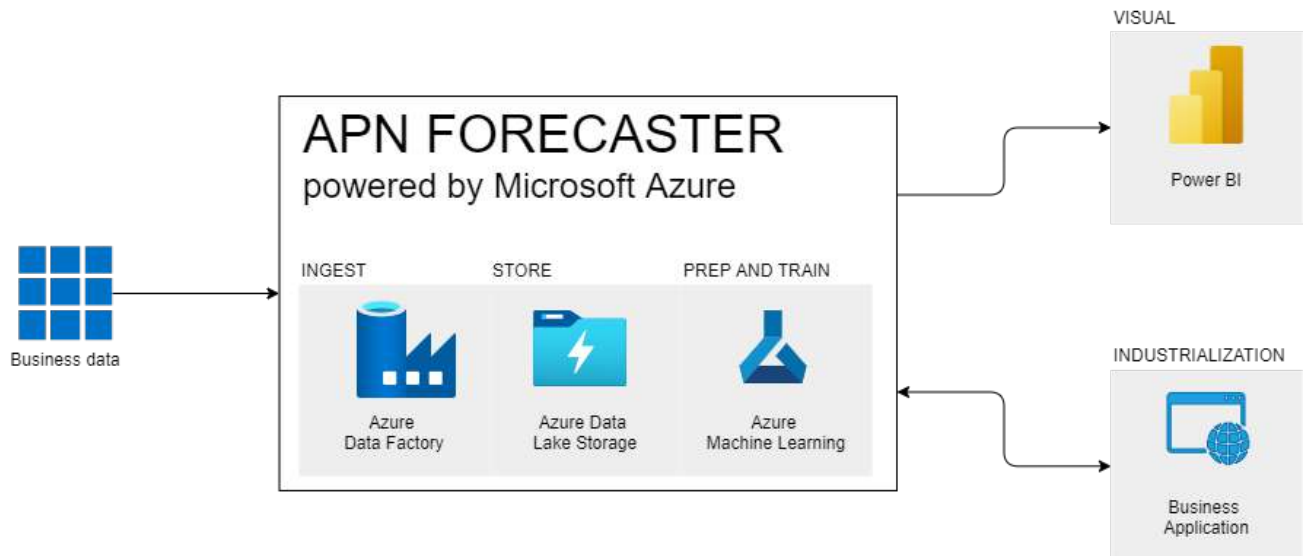 VISUAL
Power BI
APN FORECASTER
powered by Microsoft Azure
INGEST
STORE
PREP AND TRAIN
Azure
Data Factory
Azure Data
Lake Storage
Azure
Machine Learning
Business data
INDUSTRIALIZATION
Business
Application